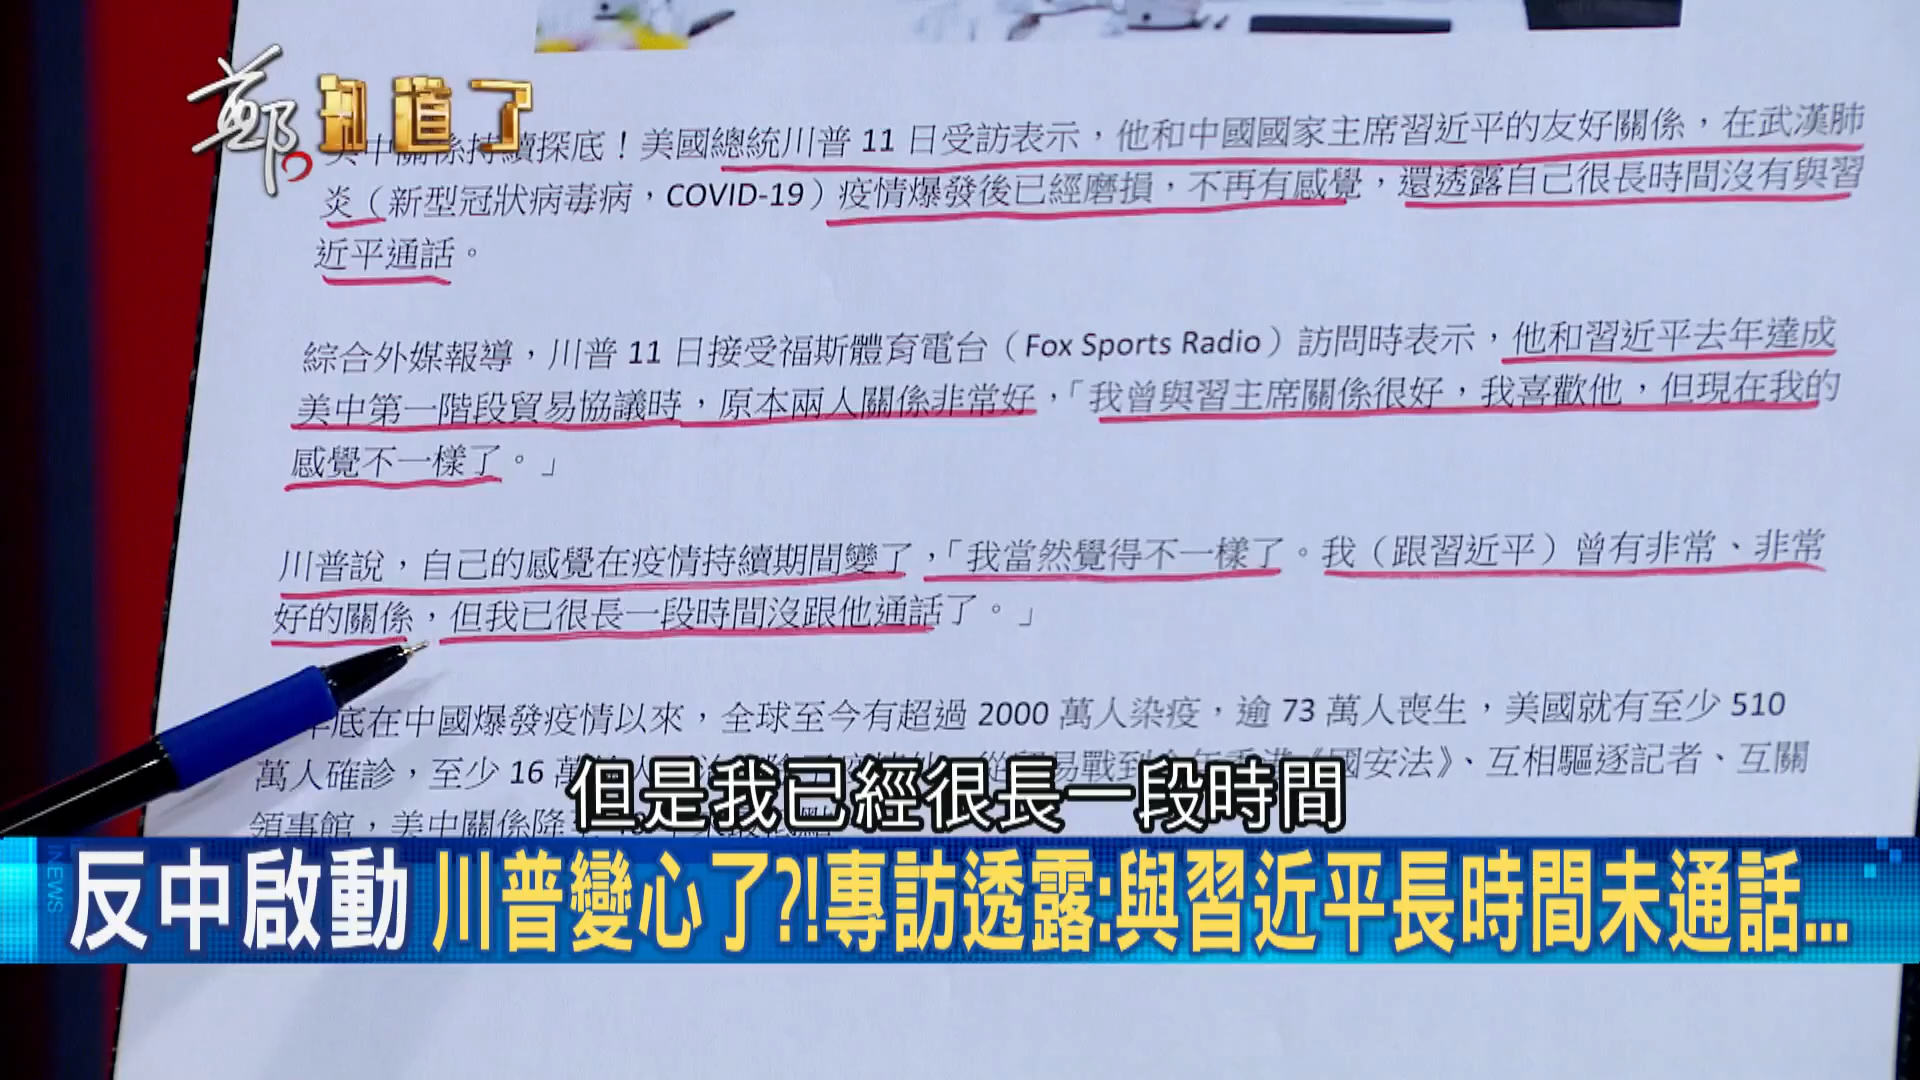 鄭知道了
美中關係持續探底！美國總統川普 11 日受訪表示，他和中國國家主席習近平的友好關係，在武漢肺
炎（新型冠狀病毒病，COVID-19）疫情爆發後已經磨損，不再有感覺，還透露自己很長時間沒有與習
近平通話。
綜合外媒報導，川普 11 日接受福斯體育電台（Fox Sports Radio）訪問時表示，他和習近平去年達成
美中第一階段貿易協議時，原本兩人關係非常好，「我曾與習主席關係很好，我喜歡他，但現在我的
感覺不一樣了。」
川普說，自己的感覺在疫情持續期間變了，「我當然覺得不一樣了。我（跟習近平）曾有非常、非常
好的關係，但我已很長一段時間沒跟他通話了。」
年底在中國爆發疫情以來，全球至今有超過 2000 萬人染疫，逾 73 萬人喪生，美國就有至少 510
萬人確診，至少 16 萬 《國安法》、互相驅逐記者、互關
領事館，美中關係降
但是我已經很長一段時間
NEWS
反中啟動 川普變心了?!專訪透露:與習近平長時間未通話...